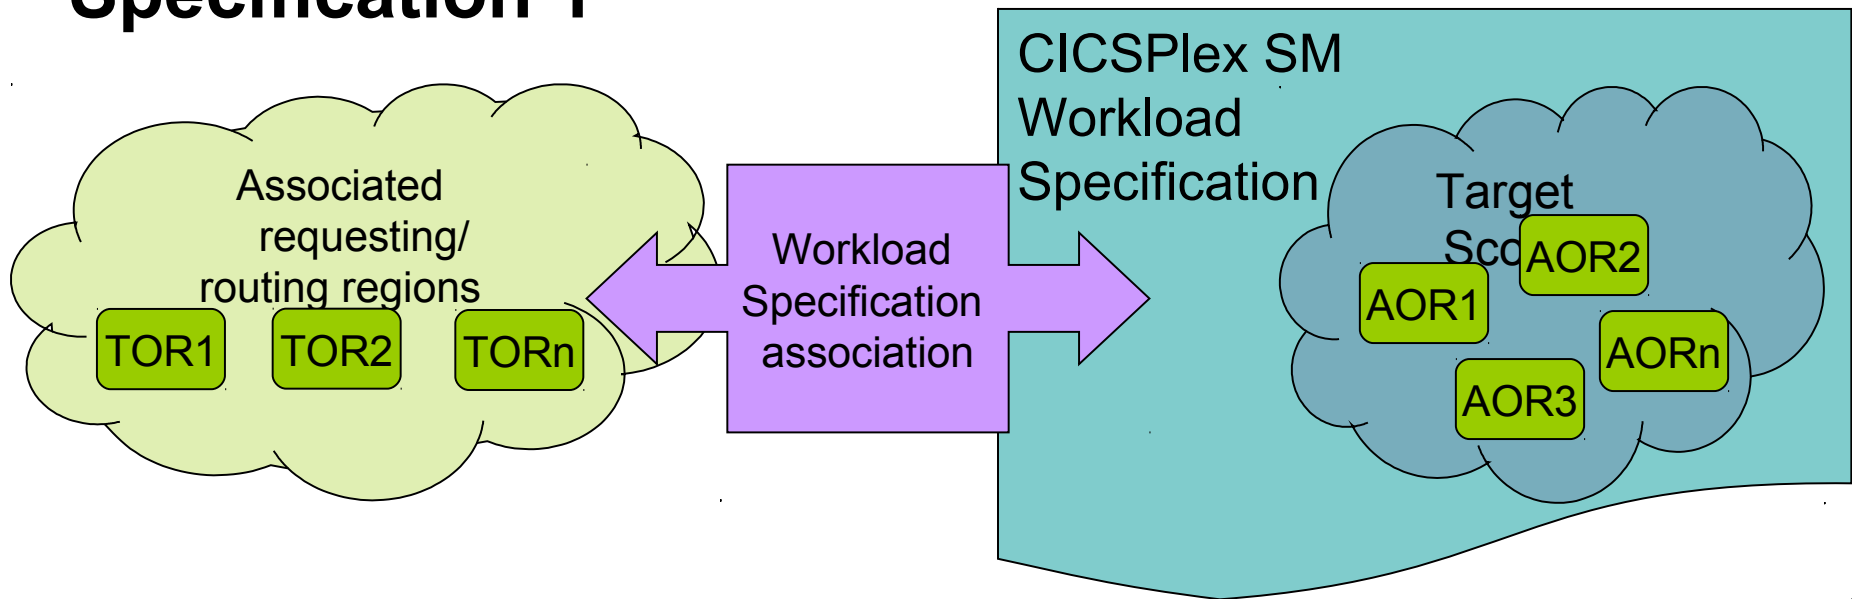 CICSPlex SM
Workload
Specification
Associated
requesting/
routing regions
TOR1
TOR2
TORn
Workload
Specification
association
Target
AOR2
AOR1
AORn
AOR3